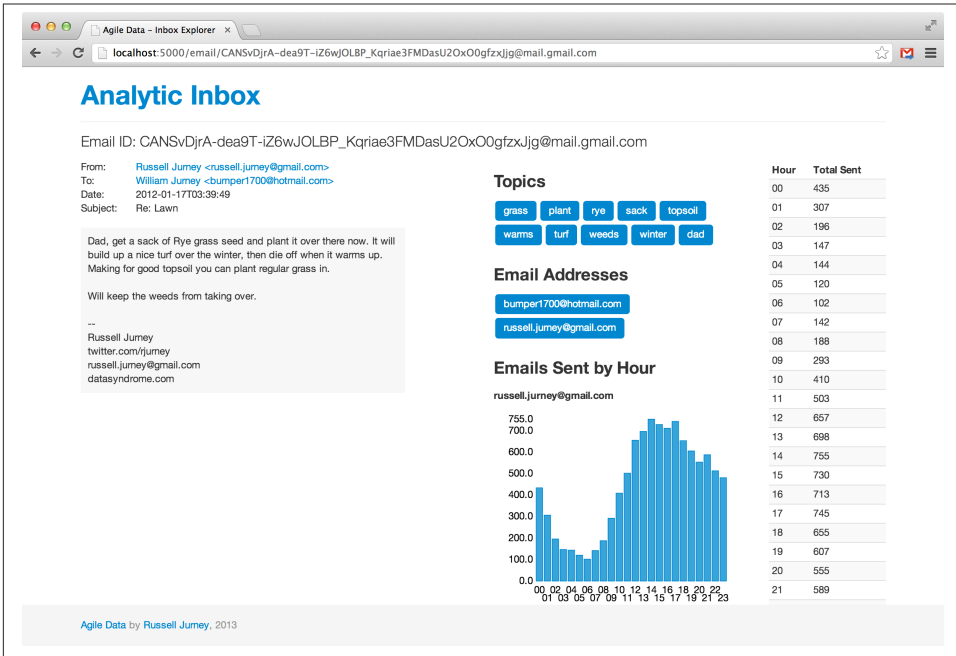 Agile Data – Inbox Explorer ×
localhost:5000/email/CANSvDjrA-dea9T-iZ6wJOLBP_Kqriae3FMDasU2OxO0gfzxJjg@mail.gmail.com
Analytic Inbox
Email ID: CANSvDjrA-dea9T-iZ6wJOLBP_Kqriae3FMDasU2OxO0gfzxJjg@mail.gmail.com
From: Russell Jurney <russell.jurney@gmail.com>
To: William Jurney <bumper1700@hotmail.com>
Date: 2012-01-17T03:39:49
Subject: Re: Lawn
Dad, get a sack of Rye grass seed and plant it over there now. It will
build up a nice turf over the winter, then die off when it warms up.
Making for good topsoil you can plant regular grass in.
Will keep the weeds from taking over.
--
Russell Jurney
twitter.com/rjurney
russell.jurney@gmail.com
datasyndrome.com
Topics
grass plant rye sack topsoil
warms turf weeds winter dad
Email Addresses
bumper1700@hotmail.com
russell.jurney@gmail.com
Emails Sent by Hour
russell.jurney@gmail.com
755.0
700.0
600.0
500.0
400.0
300.0
200.0
100.0
0.0
00 02 04 06 08 10 12 14 16 18 20 22
01 03 05 07 09 11 13 15 17 19 21 23
Hour Total Sent
00 435
01 307
02 196
03 147
04 144
05 120
06 102
07 142
08 188
09 293
10 410
11 503
12 657
13 698
14 755
15 730
16 713
17 745
18 655
19 607
20 555
21 589
Agile Data by Russell Jurney, 2013